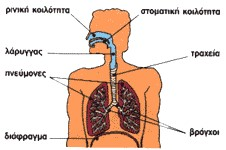 ρινική κοιλότητα
στοματική κοιλότητα
λάρυγγας
τραχεία
πνεύμονες
βρόγχοι
διάφραγμα